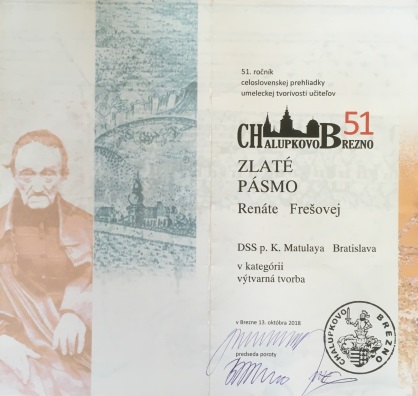 51. ročník
celoslovenskej prehliadky
umeleckej tvorivosti učiteľov
CHALUPKOVO BREZNO 51
ZLATÉ
PÁSMO
Renáte Frešovej
DSS p. K. Matulaya Bratislava
v kategórii
výtvarná tvorba
v Brezne 13. októbra 2018
predseda poroty
CHALUPKOVO BREZNO